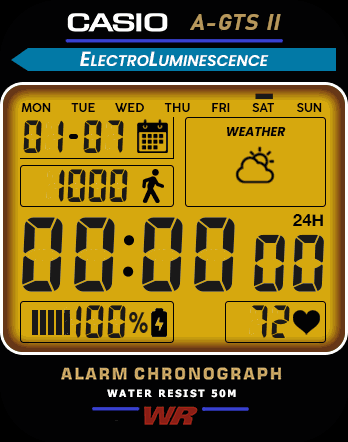 CASIO A-GTS II
ELECTROLUMINESCENCE
MON TUE WED THU FRI SAT SUN
01-07
WEATHER
1000
24H
00:00 00
100%
72
ALARM CHRONOGRAPH
WATER RESIST 50M
WR